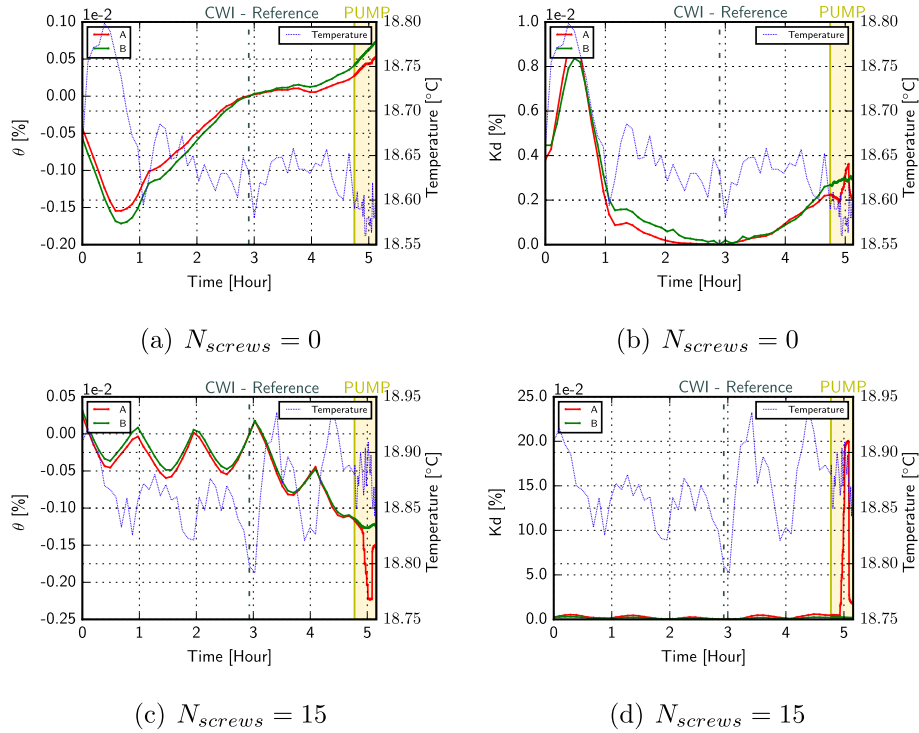 CWI - Reference PUMP
1e-2
A
B
Temperature
0.10
0.05
0.00
-0.05
-0.10
-0.15
-0.20
θ [%]
18.80
18.75
18.70
18.65
18.60
18.55
Temperature [°C]
0 1 2 3 4 5
Time [Hour]
(a) N_screws = 0
CWI - Reference PUMP
1e-2
A
B
Temperature
1.0
0.8
0.6
0.4
0.2
0.0
Kd [%]
18.80
18.75
18.70
18.65
18.60
18.55
Temperature [°C]
0 1 2 3 4 5
Time [Hour]
(b) N_screws = 0
CWI - Reference PUMP
1e-2
A
B
Temperature
0.05
0.00
-0.05
-0.10
-0.15
-0.20
-0.25
θ [%]
18.95
18.90
18.85
18.80
18.75
Temperature [°C]
0 1 2 3 4 5
Time [Hour]
(c) N_screws = 15
CWI - Reference PUMP
1e-2
A
B
Temperature
25.0
20.0
15.0
10.0
5.0
0.0
Kd [%]
18.95
18.90
18.85
18.80
18.75
Temperature [°C]
0 1 2 3 4 5
Time [Hour]
(d) N_screws = 15